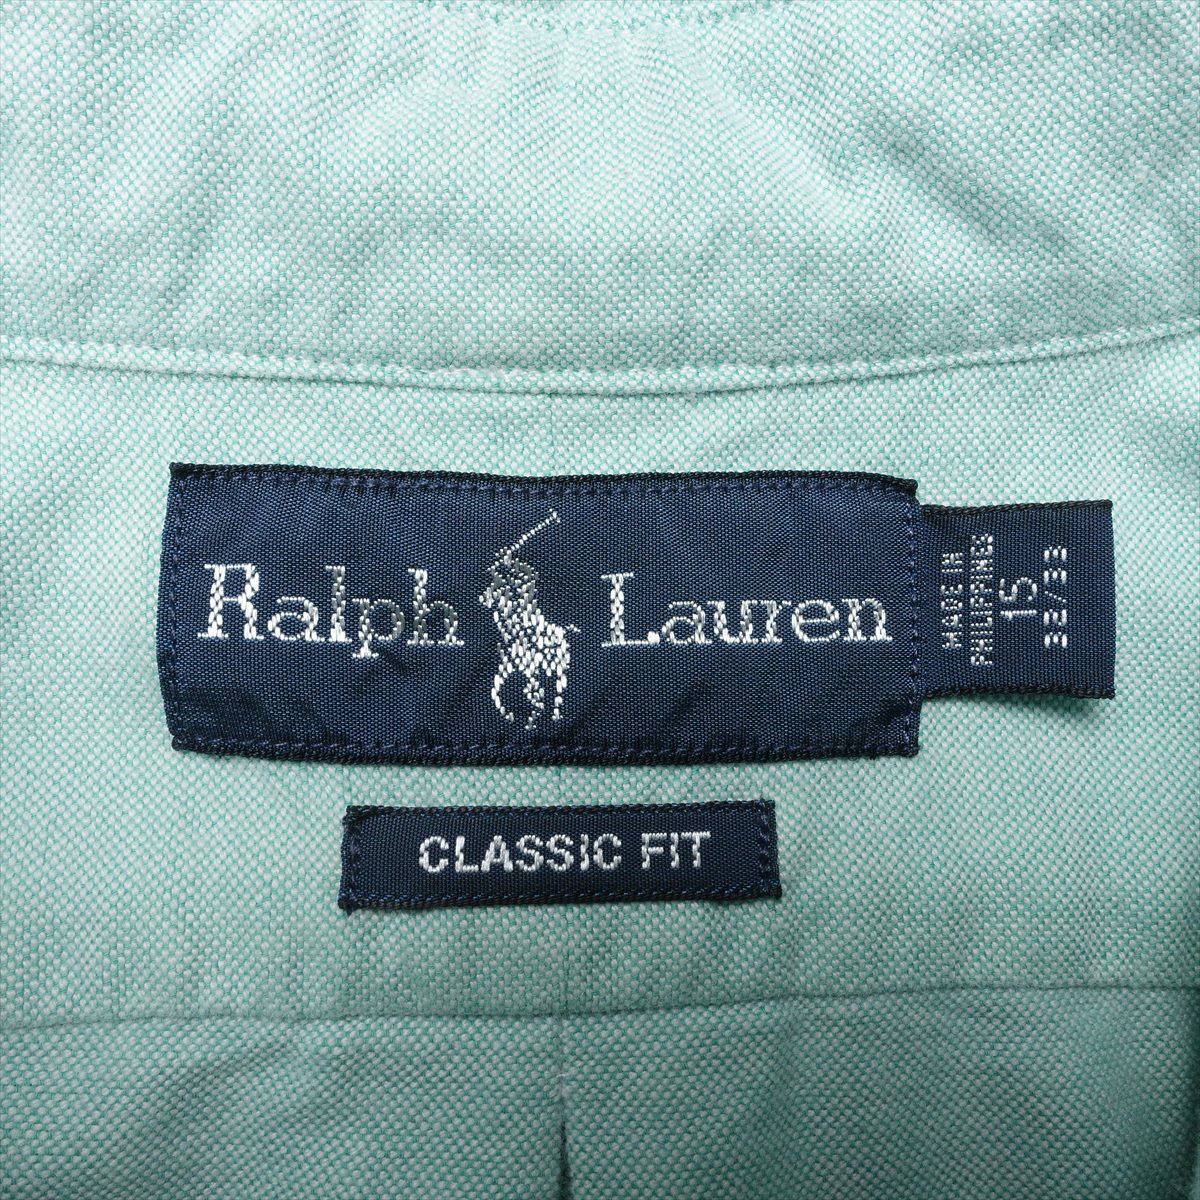 Ralph Lauren
MADE IN
PHILIPPINES
15
32/33
CLASSIC FIT